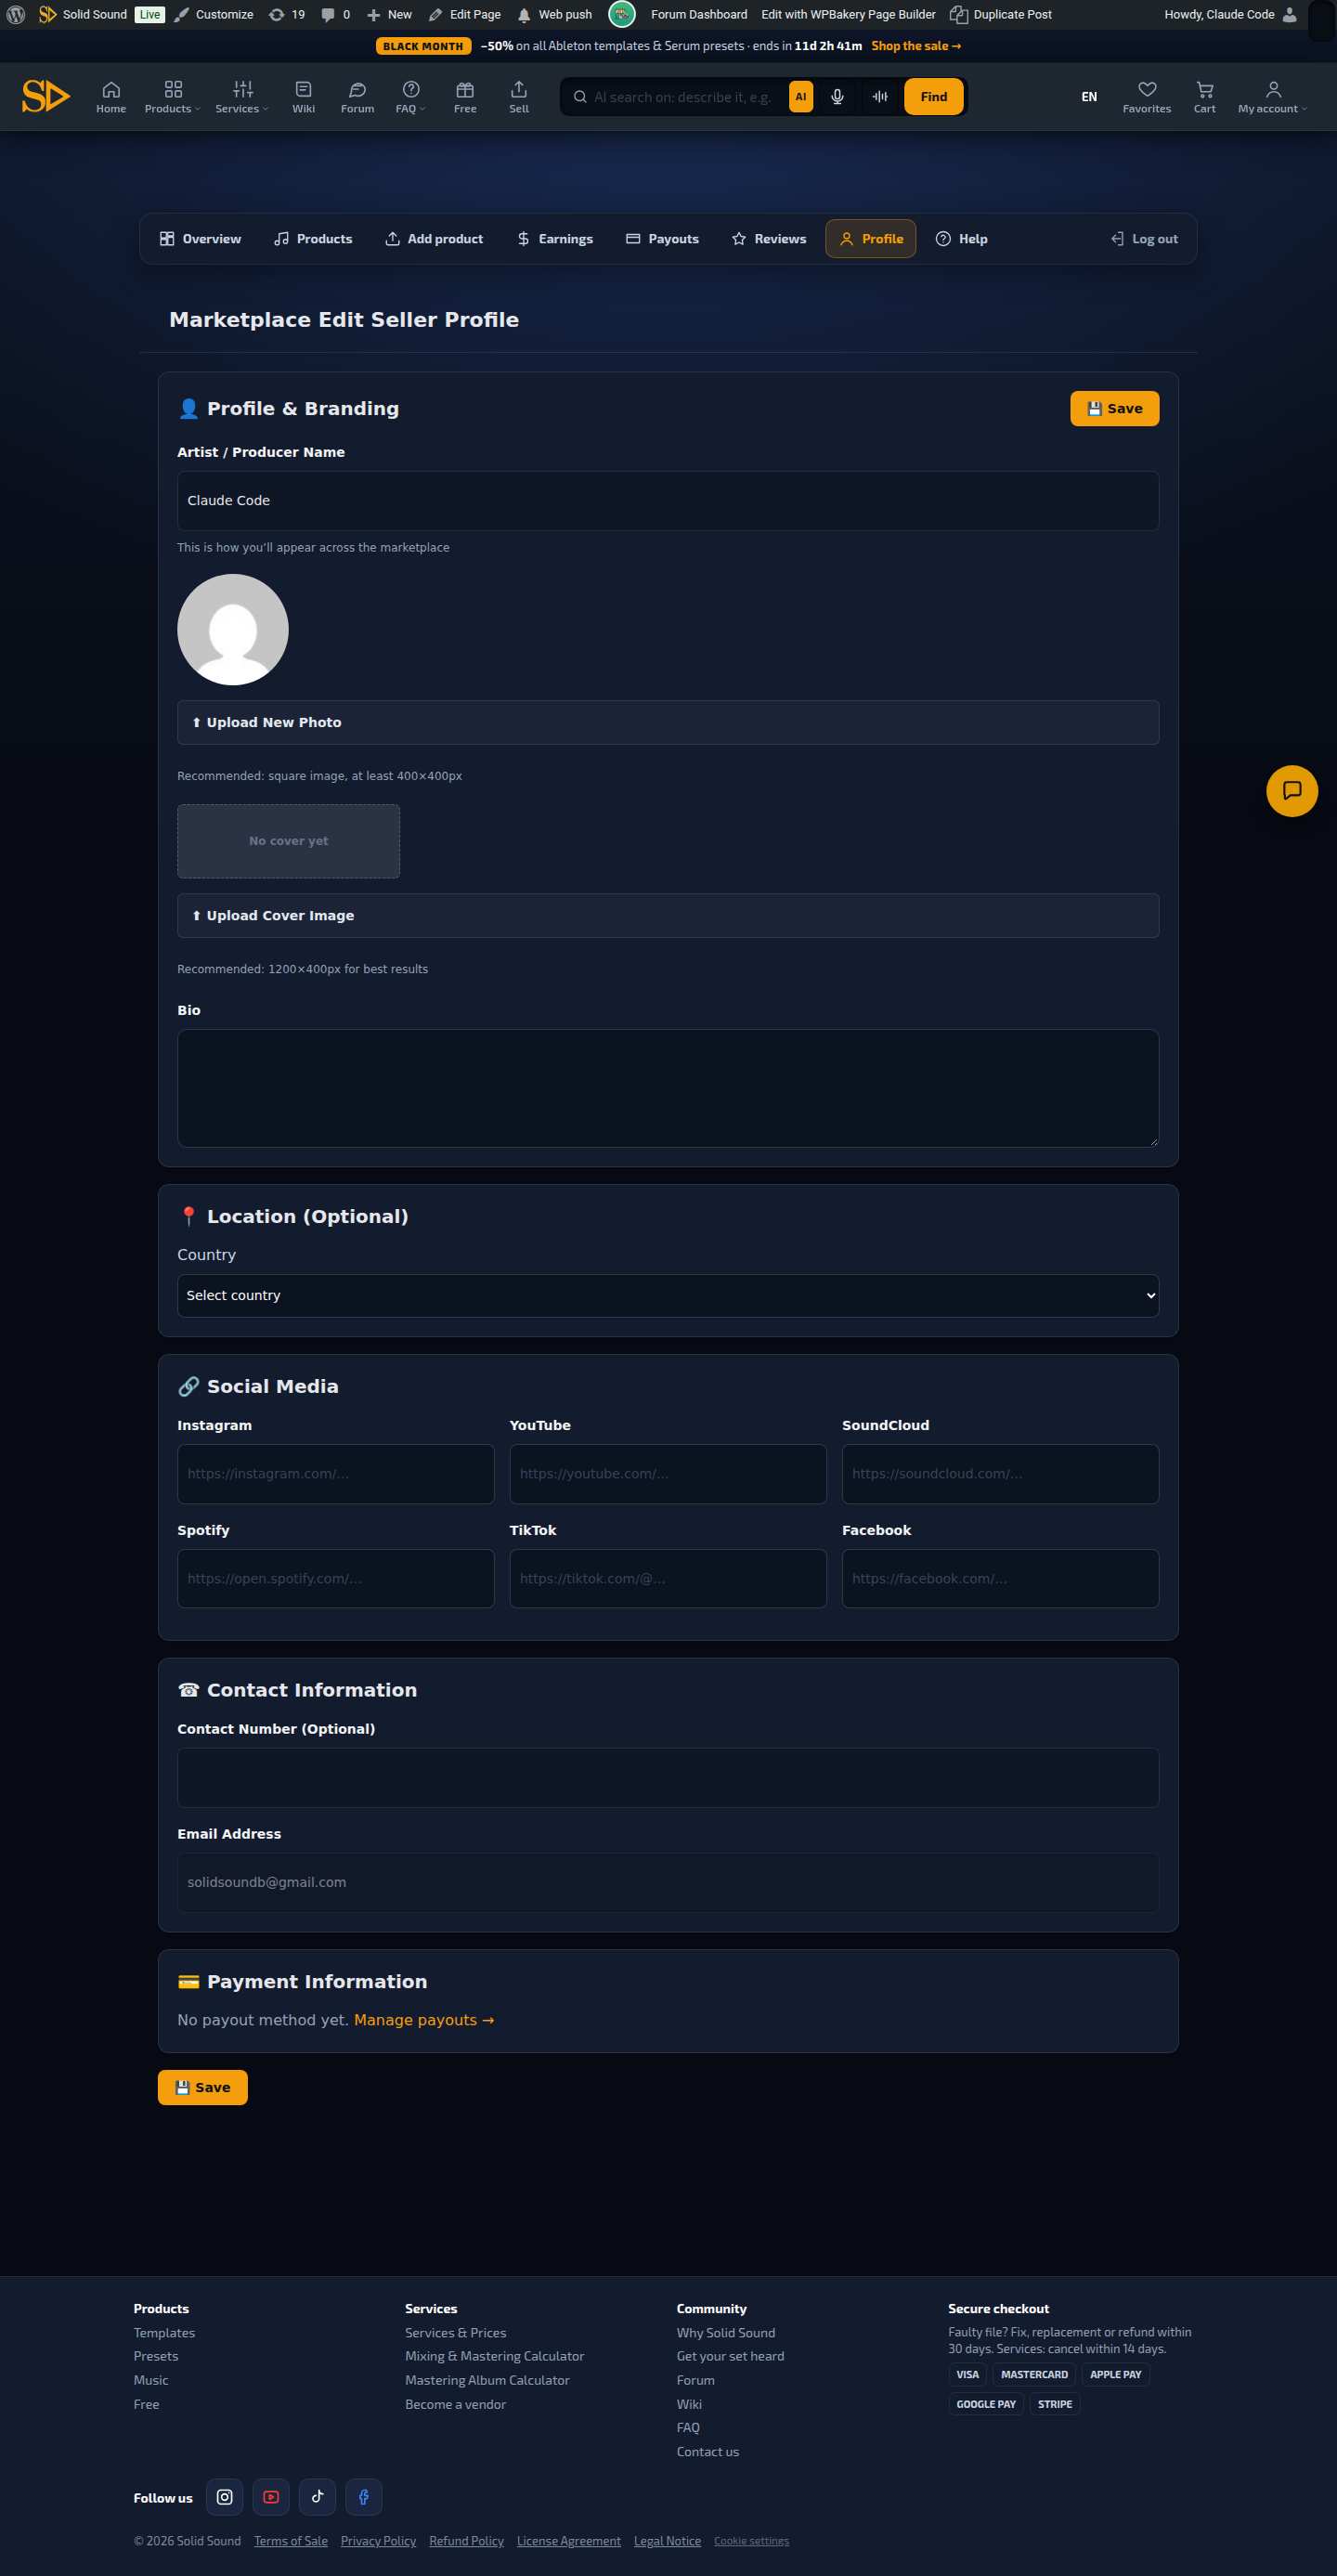 Solid Sound Live Customize 19 0 New Edit Page Web push Forum Dashboard Edit with WPBakery Page Builder Duplicate Post Howdy, Claude Code
BLACK MONTH −50% on all Ableton templates & Serum presets · ends in 11d 2h 41m Shop the sale →
Home Products Services Wiki Forum FAQ Free Sell AI search on: describe it, e.g. AI Find EN Favorites Cart My account
Overview Products Add product Earnings Payouts Reviews Profile Help Log out
Marketplace Edit Seller Profile
👤 Profile & Branding 💾 Save
Artist / Producer Name
Claude Code
This is how you’ll appear across the marketplace
⬆ Upload New Photo
Recommended: square image, at least 400×400px
No cover yet
⬆ Upload Cover Image
Recommended: 1200×400px for best results
Bio
📍 Location (Optional)
Country
Select country
🔗 Social Media
Instagram YouTube SoundCloud
https://instagram.com/... https://youtube.com/... https://soundcloud.com/...
Spotify TikTok Facebook
https://open.spotify.com/... https://tiktok.com/@... https://facebook.com/...
☎ Contact Information
Contact Number (Optional)
Email Address
solidsoundb@gmail.com
💳 Payment Information
No payout method yet. Manage payouts →
💾 Save
Products Services Community Secure checkout
Templates Services & Prices Why Solid Sound Faulty file? Fix, replacement or refund within
Presets Mixing & Mastering Calculator Get your set heard 30 days. Services: cancel within 14 days.
Music Mastering Album Calculator Forum VISA MASTERCARD APPLE PAY
Free Become a vendor Wiki GOOGLE PAY STRIPE
FAQ
Contact us
Follow us
© 2026 Solid Sound Terms of Sale Privacy Policy Refund Policy License Agreement Legal Notice Cookie settings